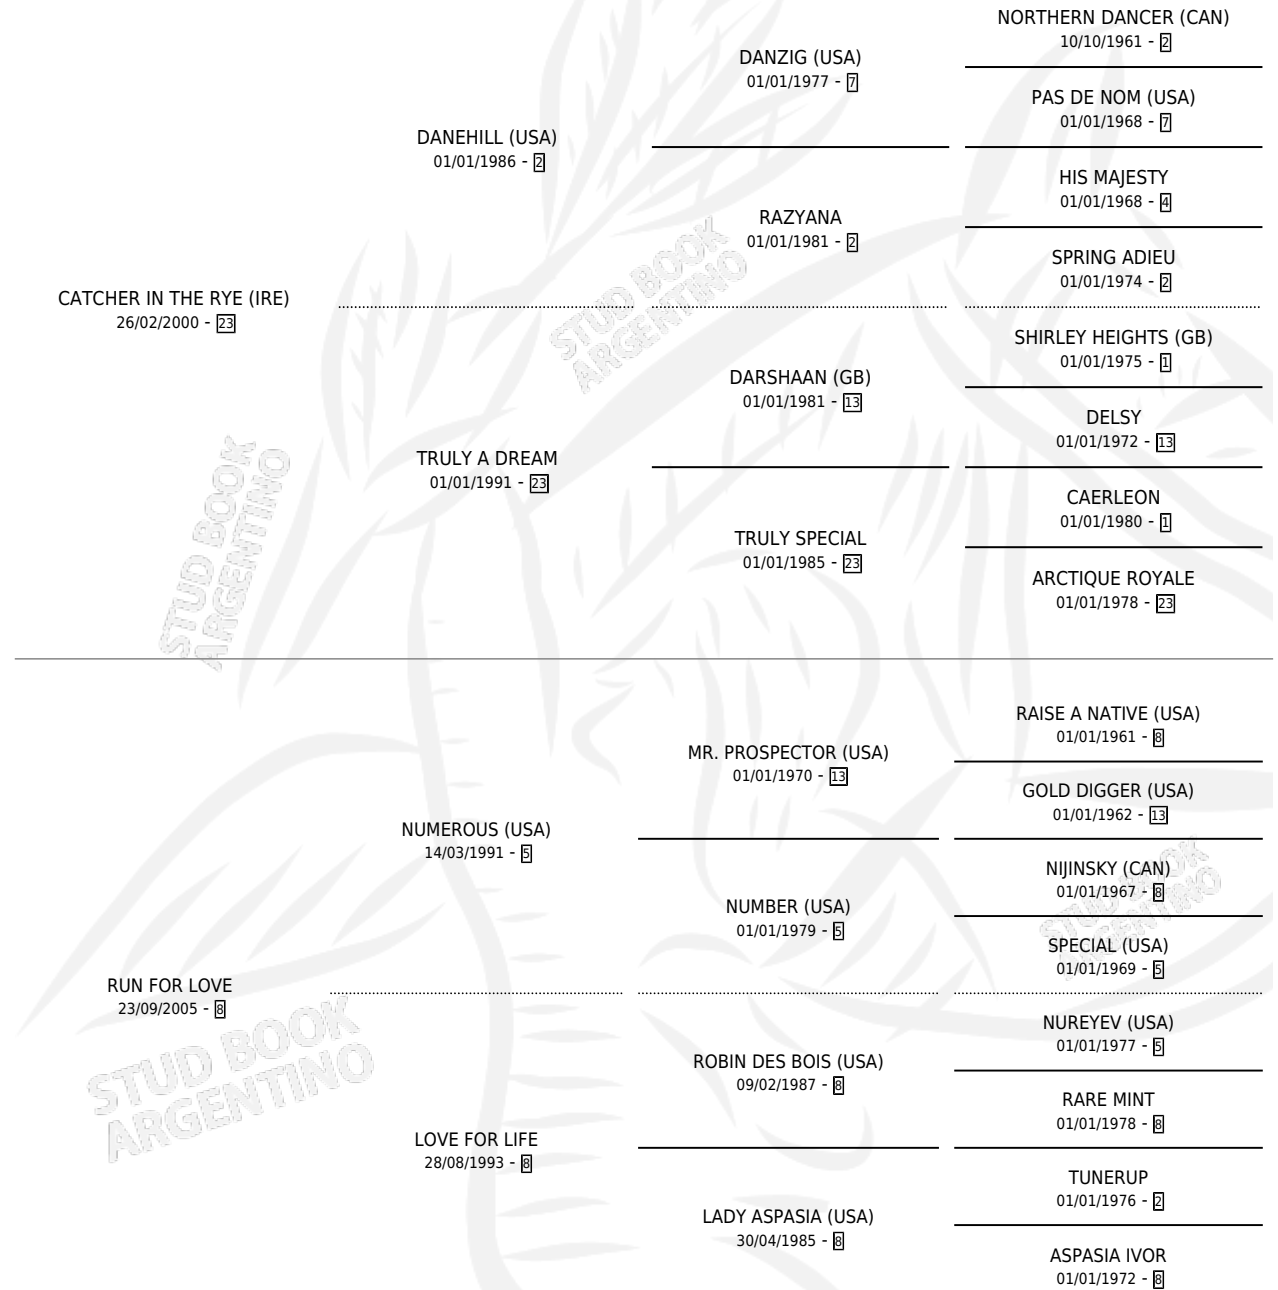 NORTHERN DANCER (CAN)
10/10/1961 - 2
DANZIG (USA)
01/01/1977 - 7
PAS DE NOM (USA)
01/01/1968 - 7
DANEHILL (USA)
01/01/1986 - 2
HIS MAJESTY
01/01/1968 - 4
RAZYANA
01/01/1981 - 2
SPRING ADIEU
01/01/1974 - 2
CATCHER IN THE RYE (IRE)
26/02/2000 - 23
STUD BOOK
ARGENTINO
SHIRLEY HEIGHTS (GB)
01/01/1975 - 1
DARSHAAN (GB)
01/01/1981 - 13
DELSY
01/01/1972 - 13
TRULY A DREAM
01/01/1991 - 23
CAERLEON
01/01/1980 - 1
TRULY SPECIAL
01/01/1985 - 23
ARCTIQUE ROYALE
01/01/1978 - 23
STUD BOOK
ARGENTINO
RAISE A NATIVE (USA)
01/01/1961 - 8
MR. PROSPECTOR (USA)
01/01/1970 - 13
GOLD DIGGER (USA)
01/01/1962 - 13
NUMEROUS (USA)
14/03/1991 - 5
NIJINSKY (CAN)
01/01/1967 - 8
NUMBER (USA)
01/01/1979 - 5
SPECIAL (USA)
01/01/1969 - 5
STUD BOOK
ARGENTINO
RUN FOR LOVE
23/09/2005 - 8
NUREYEV (USA)
01/01/1977 - 5
ROBIN DES BOIS (USA)
09/02/1987 - 8
RARE MINT
01/01/1978 - 8
STUD BOOK
ARGENTINO
LOVE FOR LIFE
28/08/1993 - 8
TUNERUP
01/01/1976 - 2
LADY ASPASIA (USA)
30/04/1985 - 8
ASPASIA IVOR
01/01/1972 - 8